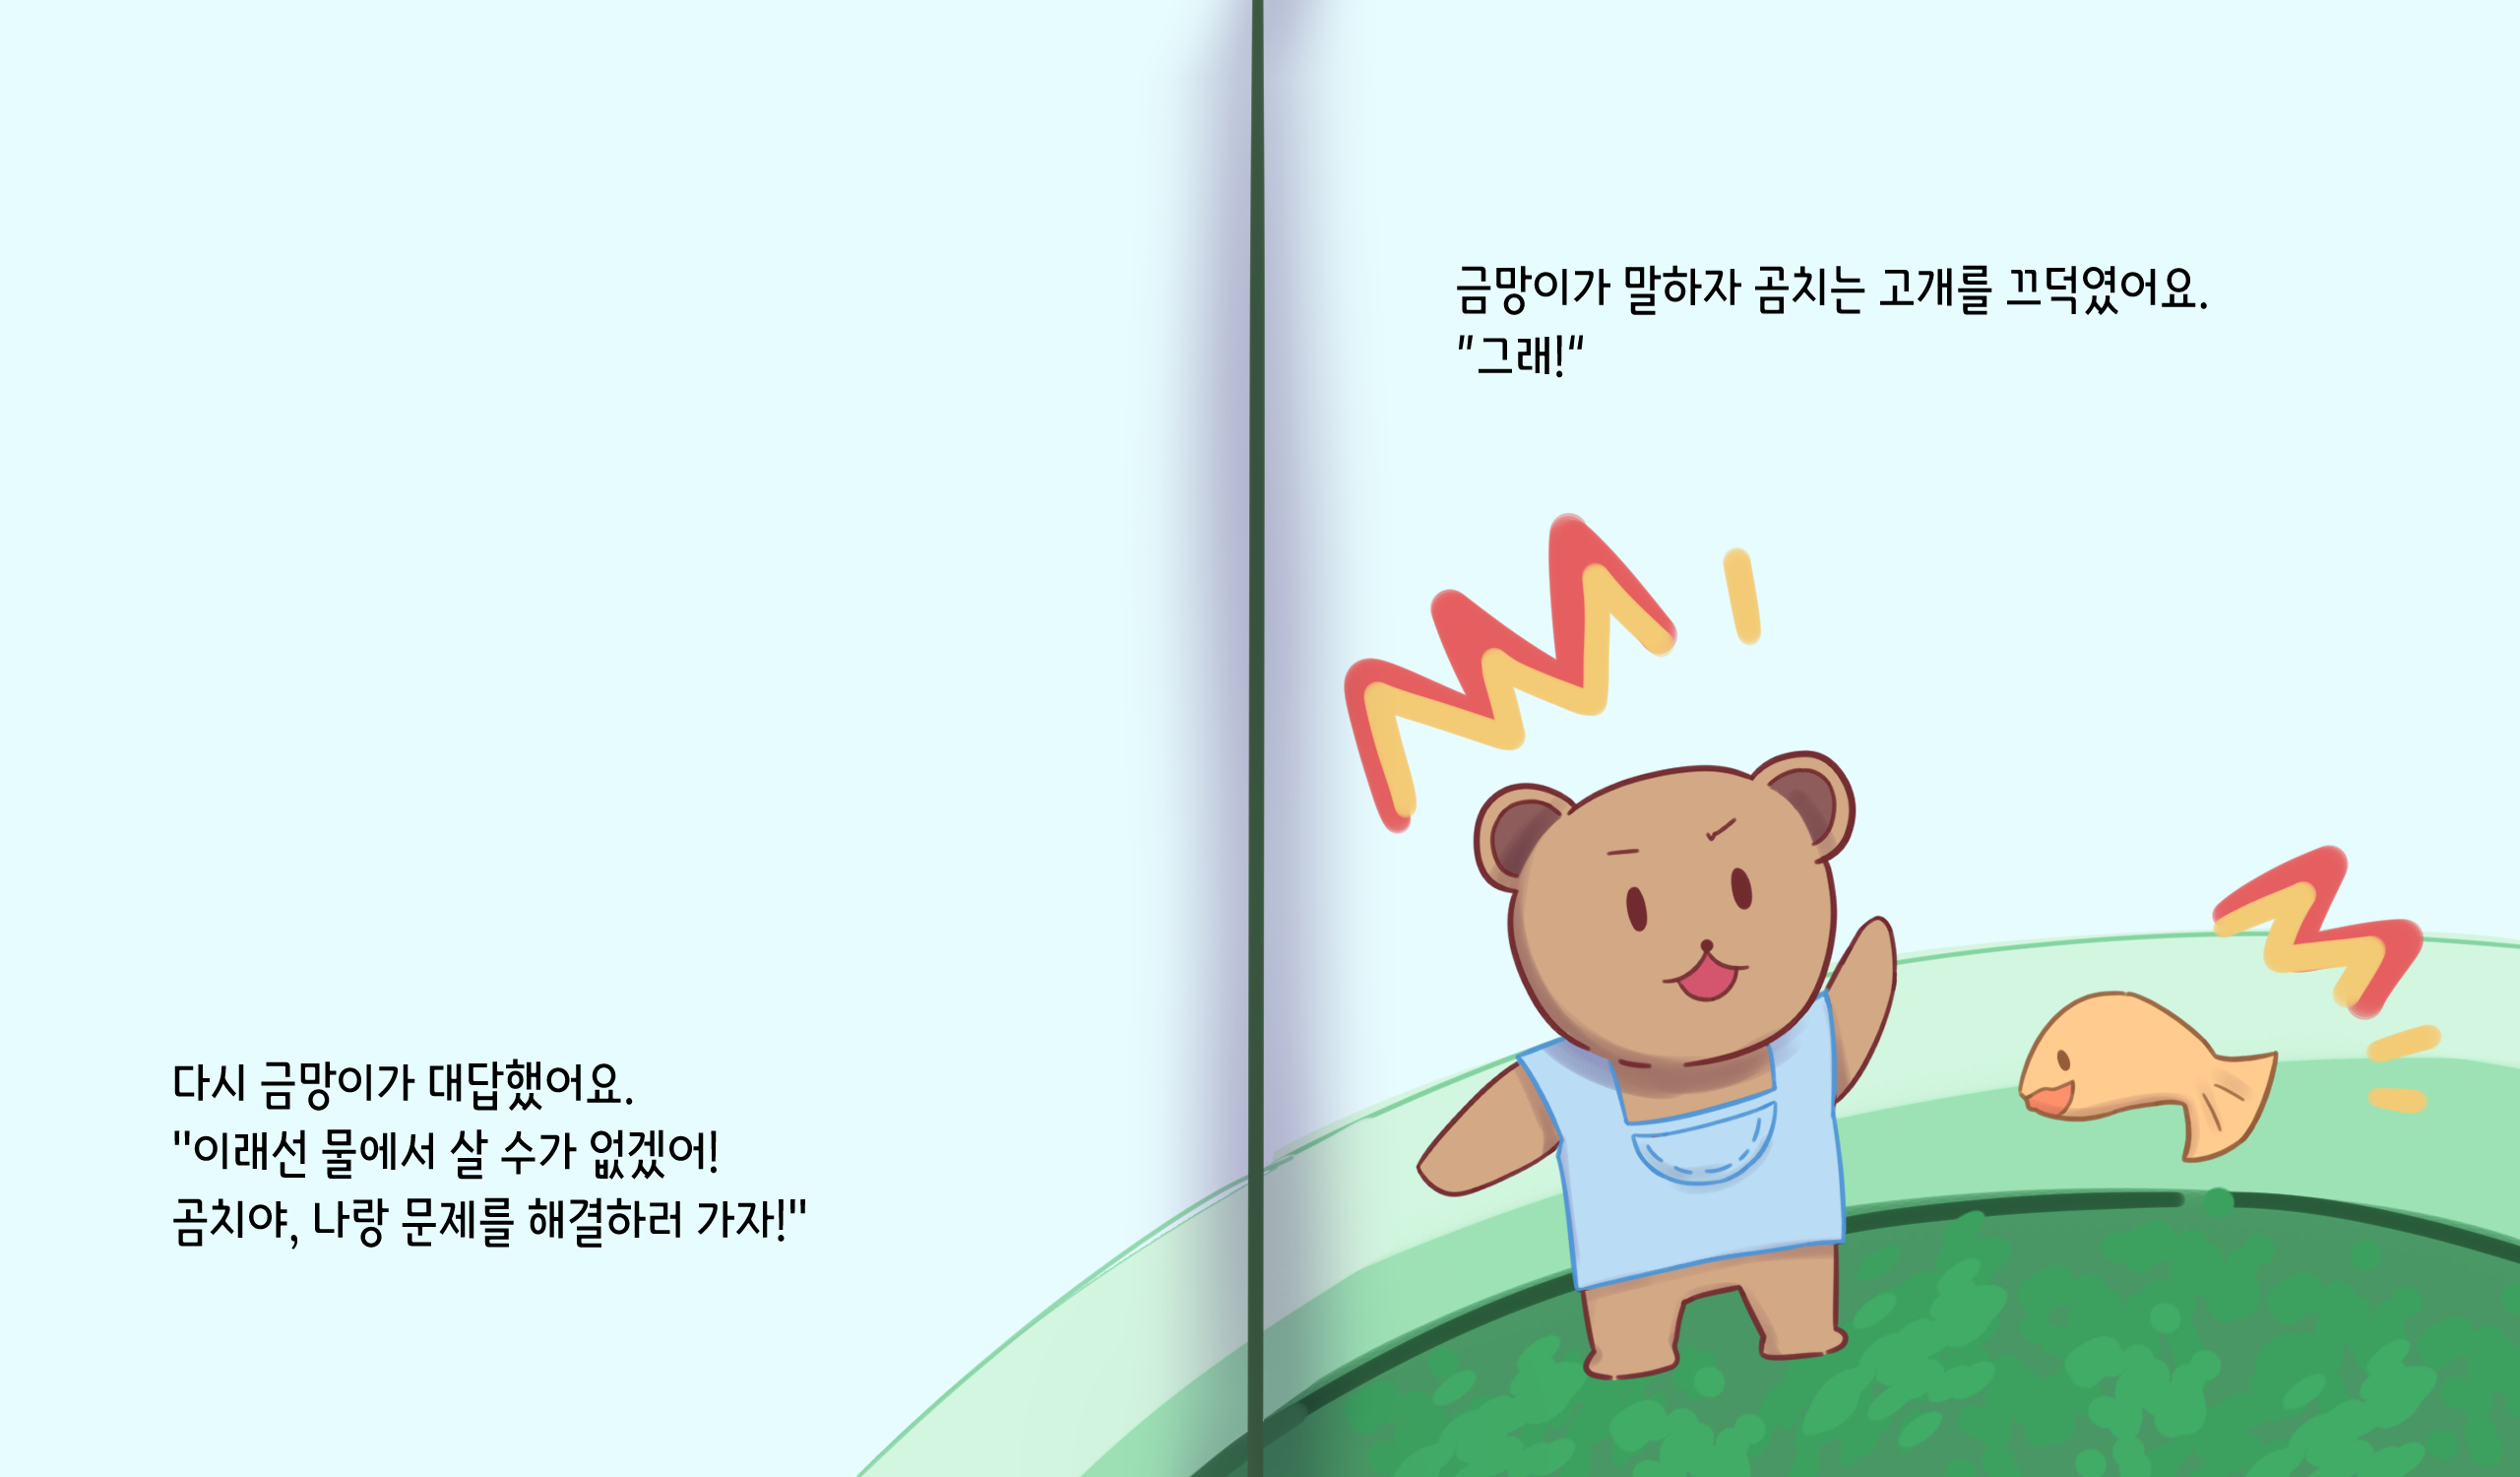 다시 금망이가 대답했어요.
"이래선 물에서 살 수가 없겠어!
곰치야, 나랑 문제를 해결하러 가자!"
금망이가 말하자 곰치는 고개를 끄덕였어요.
"그래!"